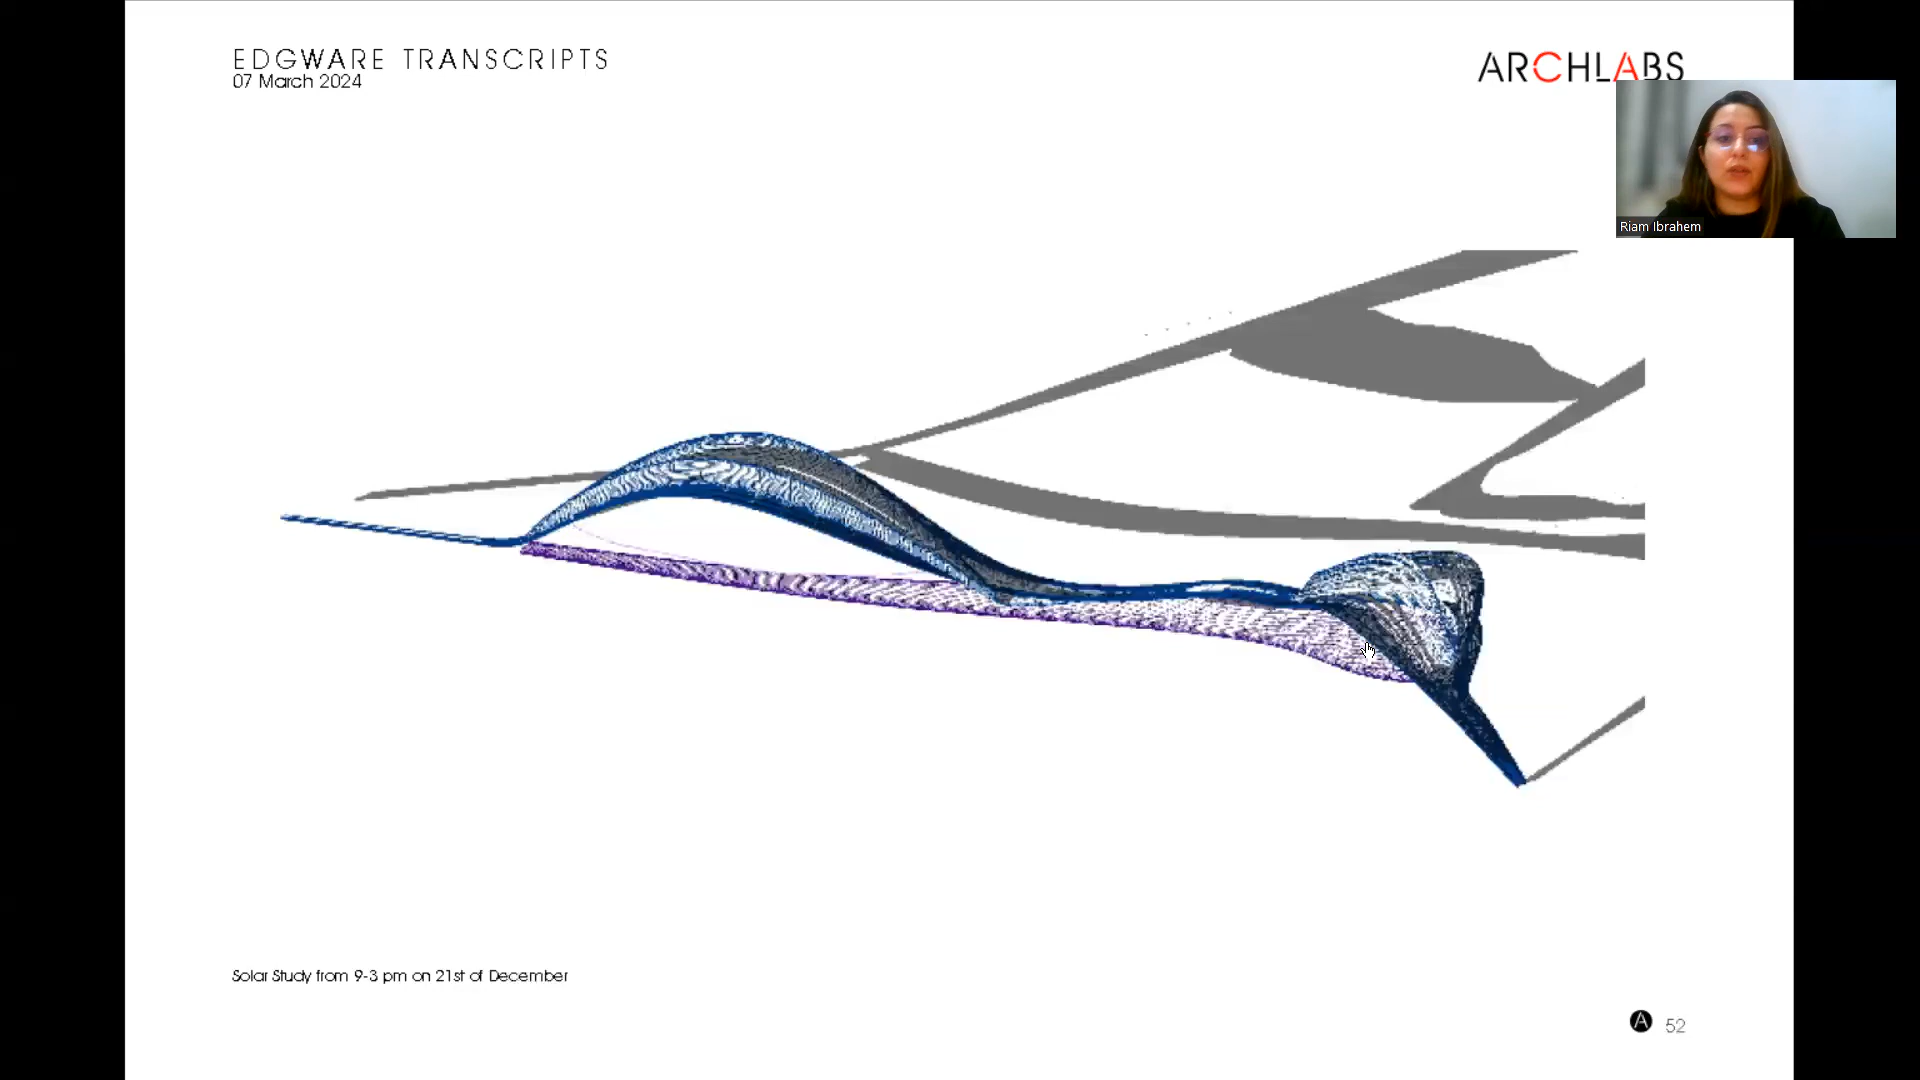 EDGWARE TRANSCRIPTS
07 March 2024
ARCHLABS
Riam Ibrahem
Solar Study from 9-3 pm on 21st of December
A 52